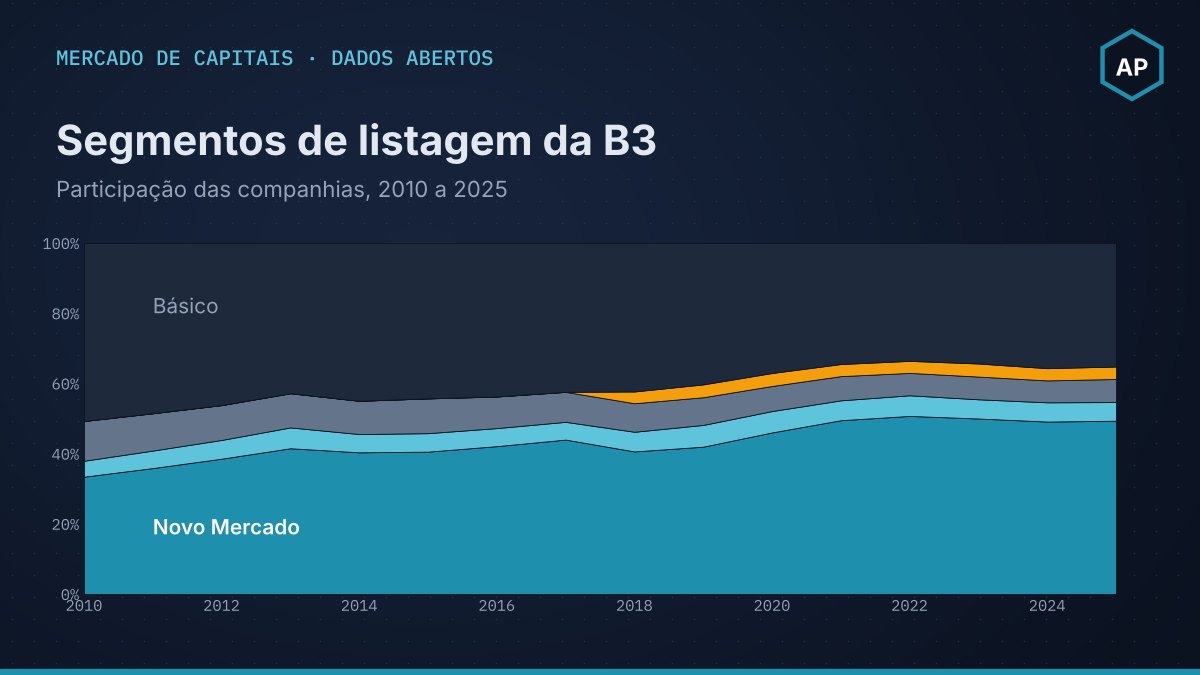 MERCADO DE CAPITAIS · DADOS ABERTOS
AP
Segmentos de listagem da B3
Participação das companhias, 2010 a 2025
100%
80%
60%
40%
20%
0%
Básico
Novo Mercado
2010 2012 2014 2016 2018 2020 2022 2024